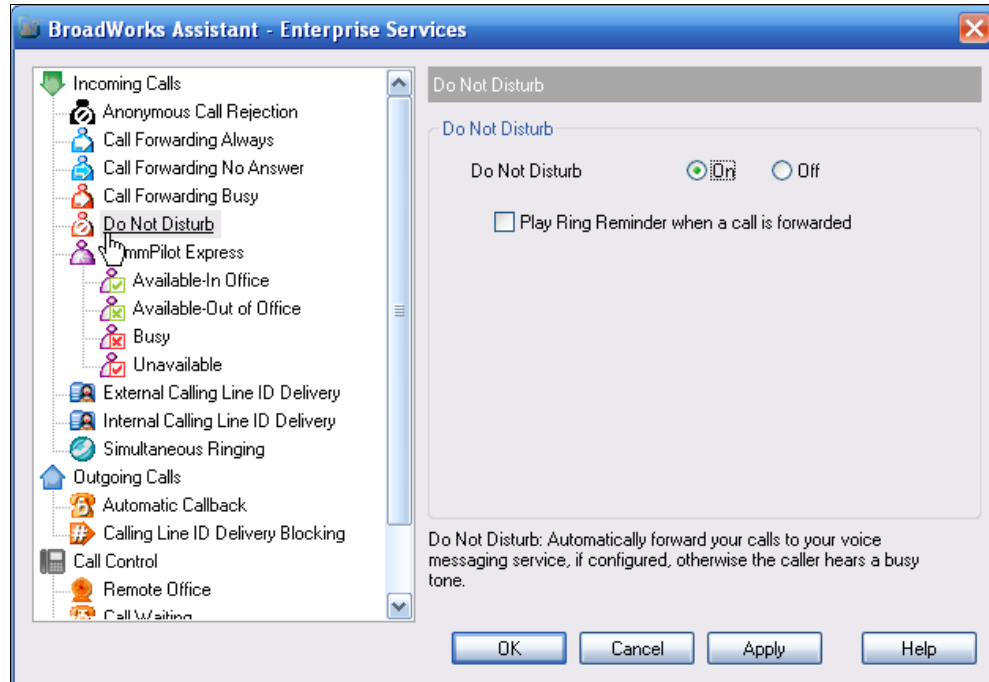 BroadWorks Assistant - Enterprise Services
Incoming Calls
Anonymous Call Rejection
Call Forwarding Always
Call Forwarding No Answer
Call Forwarding Busy
Do Not Disturb
mmPilot Express
Available-In Office
Available-Out of Office
Busy
Unavailable
External Calling Line ID Delivery
Internal Calling Line ID Delivery
Simultaneous Ringing
Outgoing Calls
Automatic Callback
Calling Line ID Delivery Blocking
Call Control
Remote Office
Call Waiting
Do Not Disturb
Do Not Disturb
Do Not Disturb On Off
Play Ring Reminder when a call is forwarded
Do Not Disturb: Automatically forward your calls to your voice
messaging service, if configured, otherwise the caller hears a busy
tone.
OK Cancel Apply Help